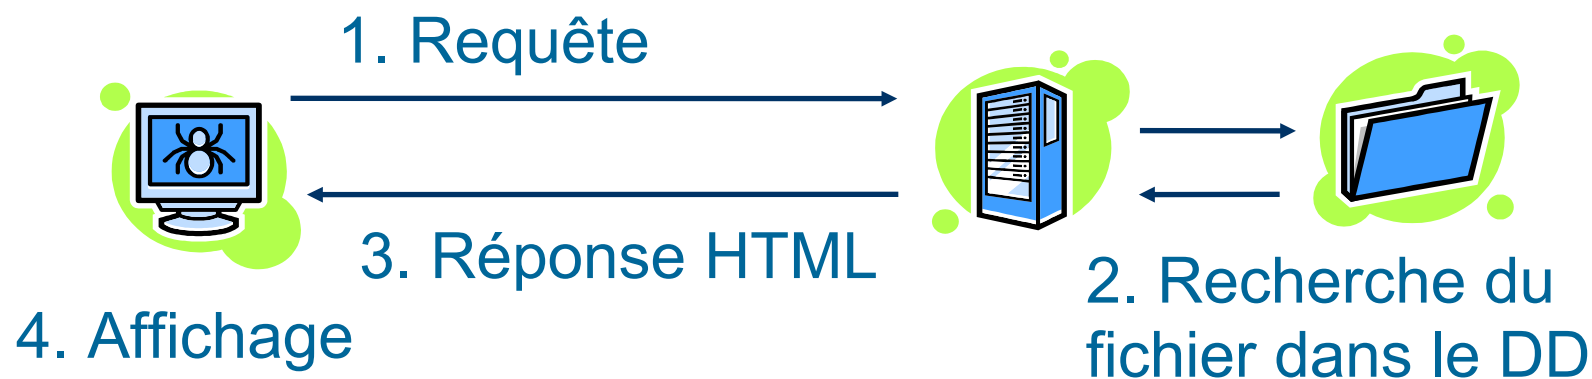 1. Requête
3. Réponse HTML
2. Recherche du
fichier dans le DD
4. Affichage